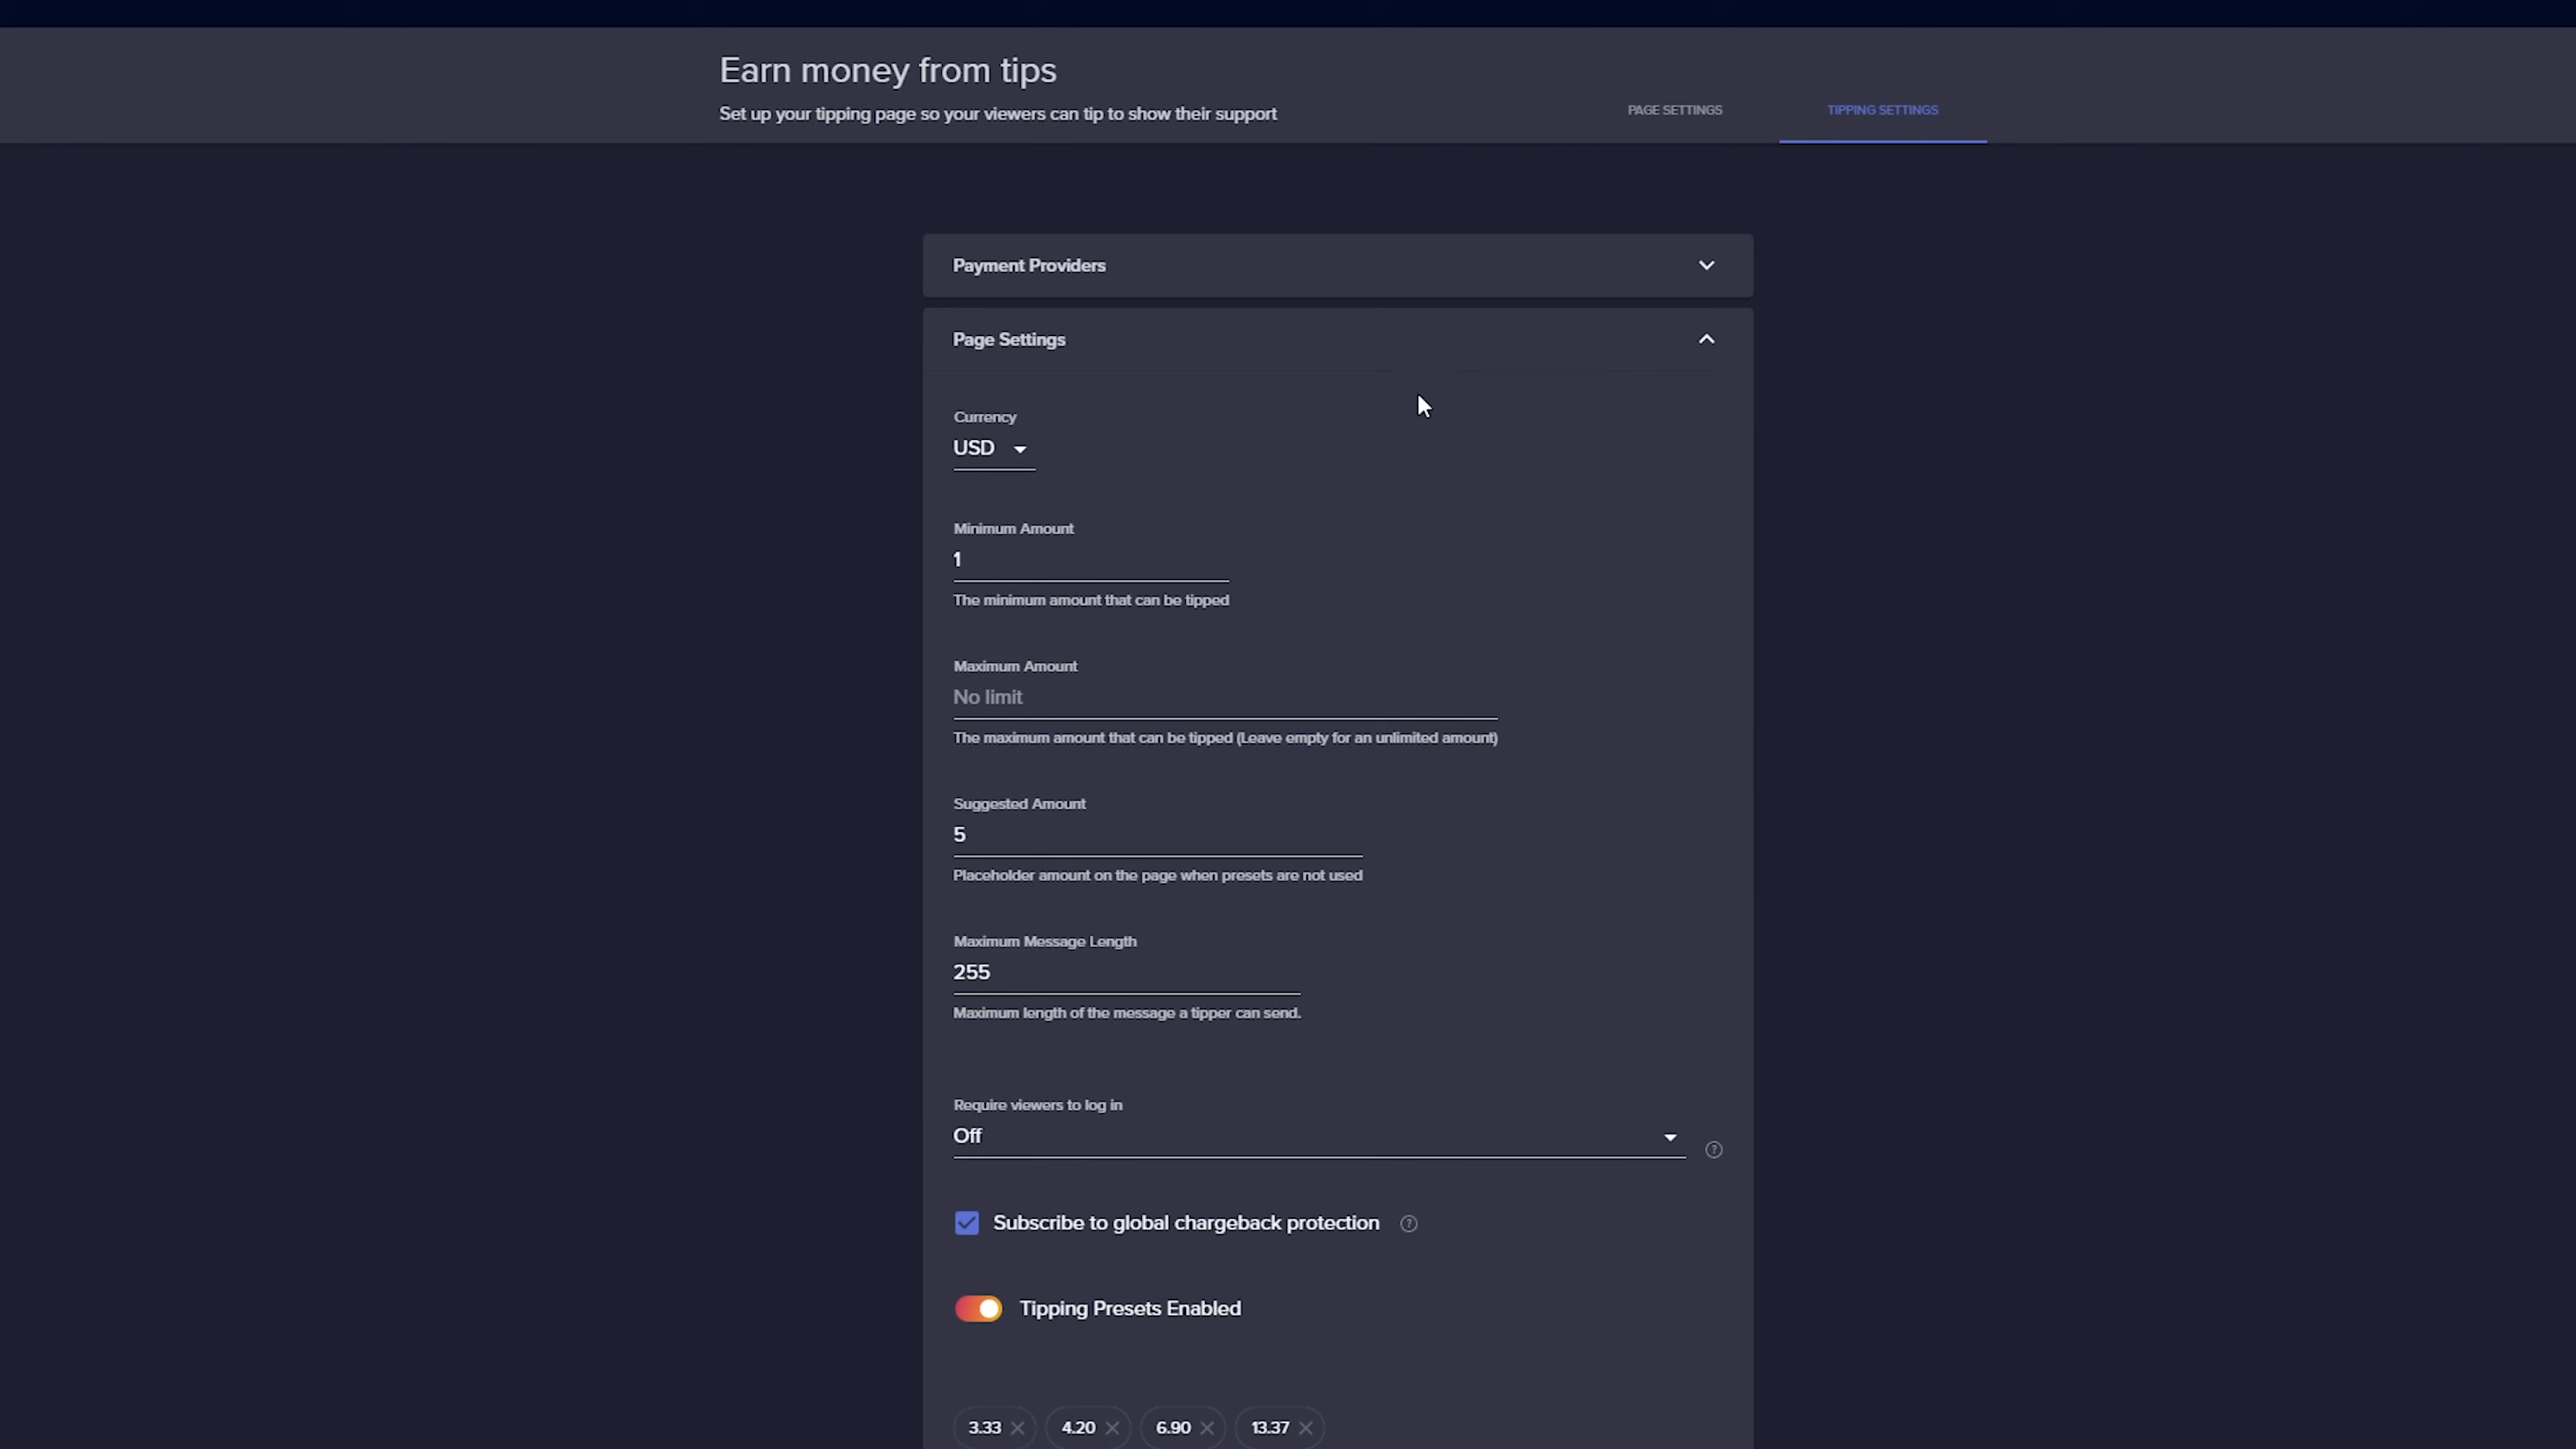 Earn money from tips
Set up your tipping page so your viewers can tip to show their support
PAGE SETTINGS
TIPPING SETTINGS
Payment Providers
Page Settings
Currency
USD
Minimum Amount
1
The minimum amount that can be tipped
Maximum Amount
No limit
The maximum amount that can be tipped (Leave empty for an unlimited amount)
Suggested Amount
5
Placeholder amount on the page when presets are not used
Maximum Message Length
255
Maximum length of the message a tipper can send.
Require viewers to log in
Off
Subscribe to global chargeback protection
Tipping Presets Enabled
3.33 4.20 6.90 13.37